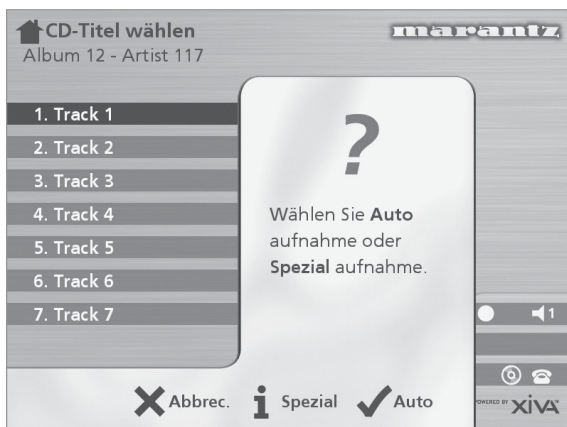 CD-Titel wählen
marantz
Album 12 - Artist 117
1. Track 1
2. Track 2
3. Track 3
4. Track 4
5. Track 5
6. Track 6
7. Track 7
?
Wählen Sie Auto
aufnahme oder
Spezial aufnahme.
1
Abbrec.
i Spezial
Auto
POWERED BY XiVA